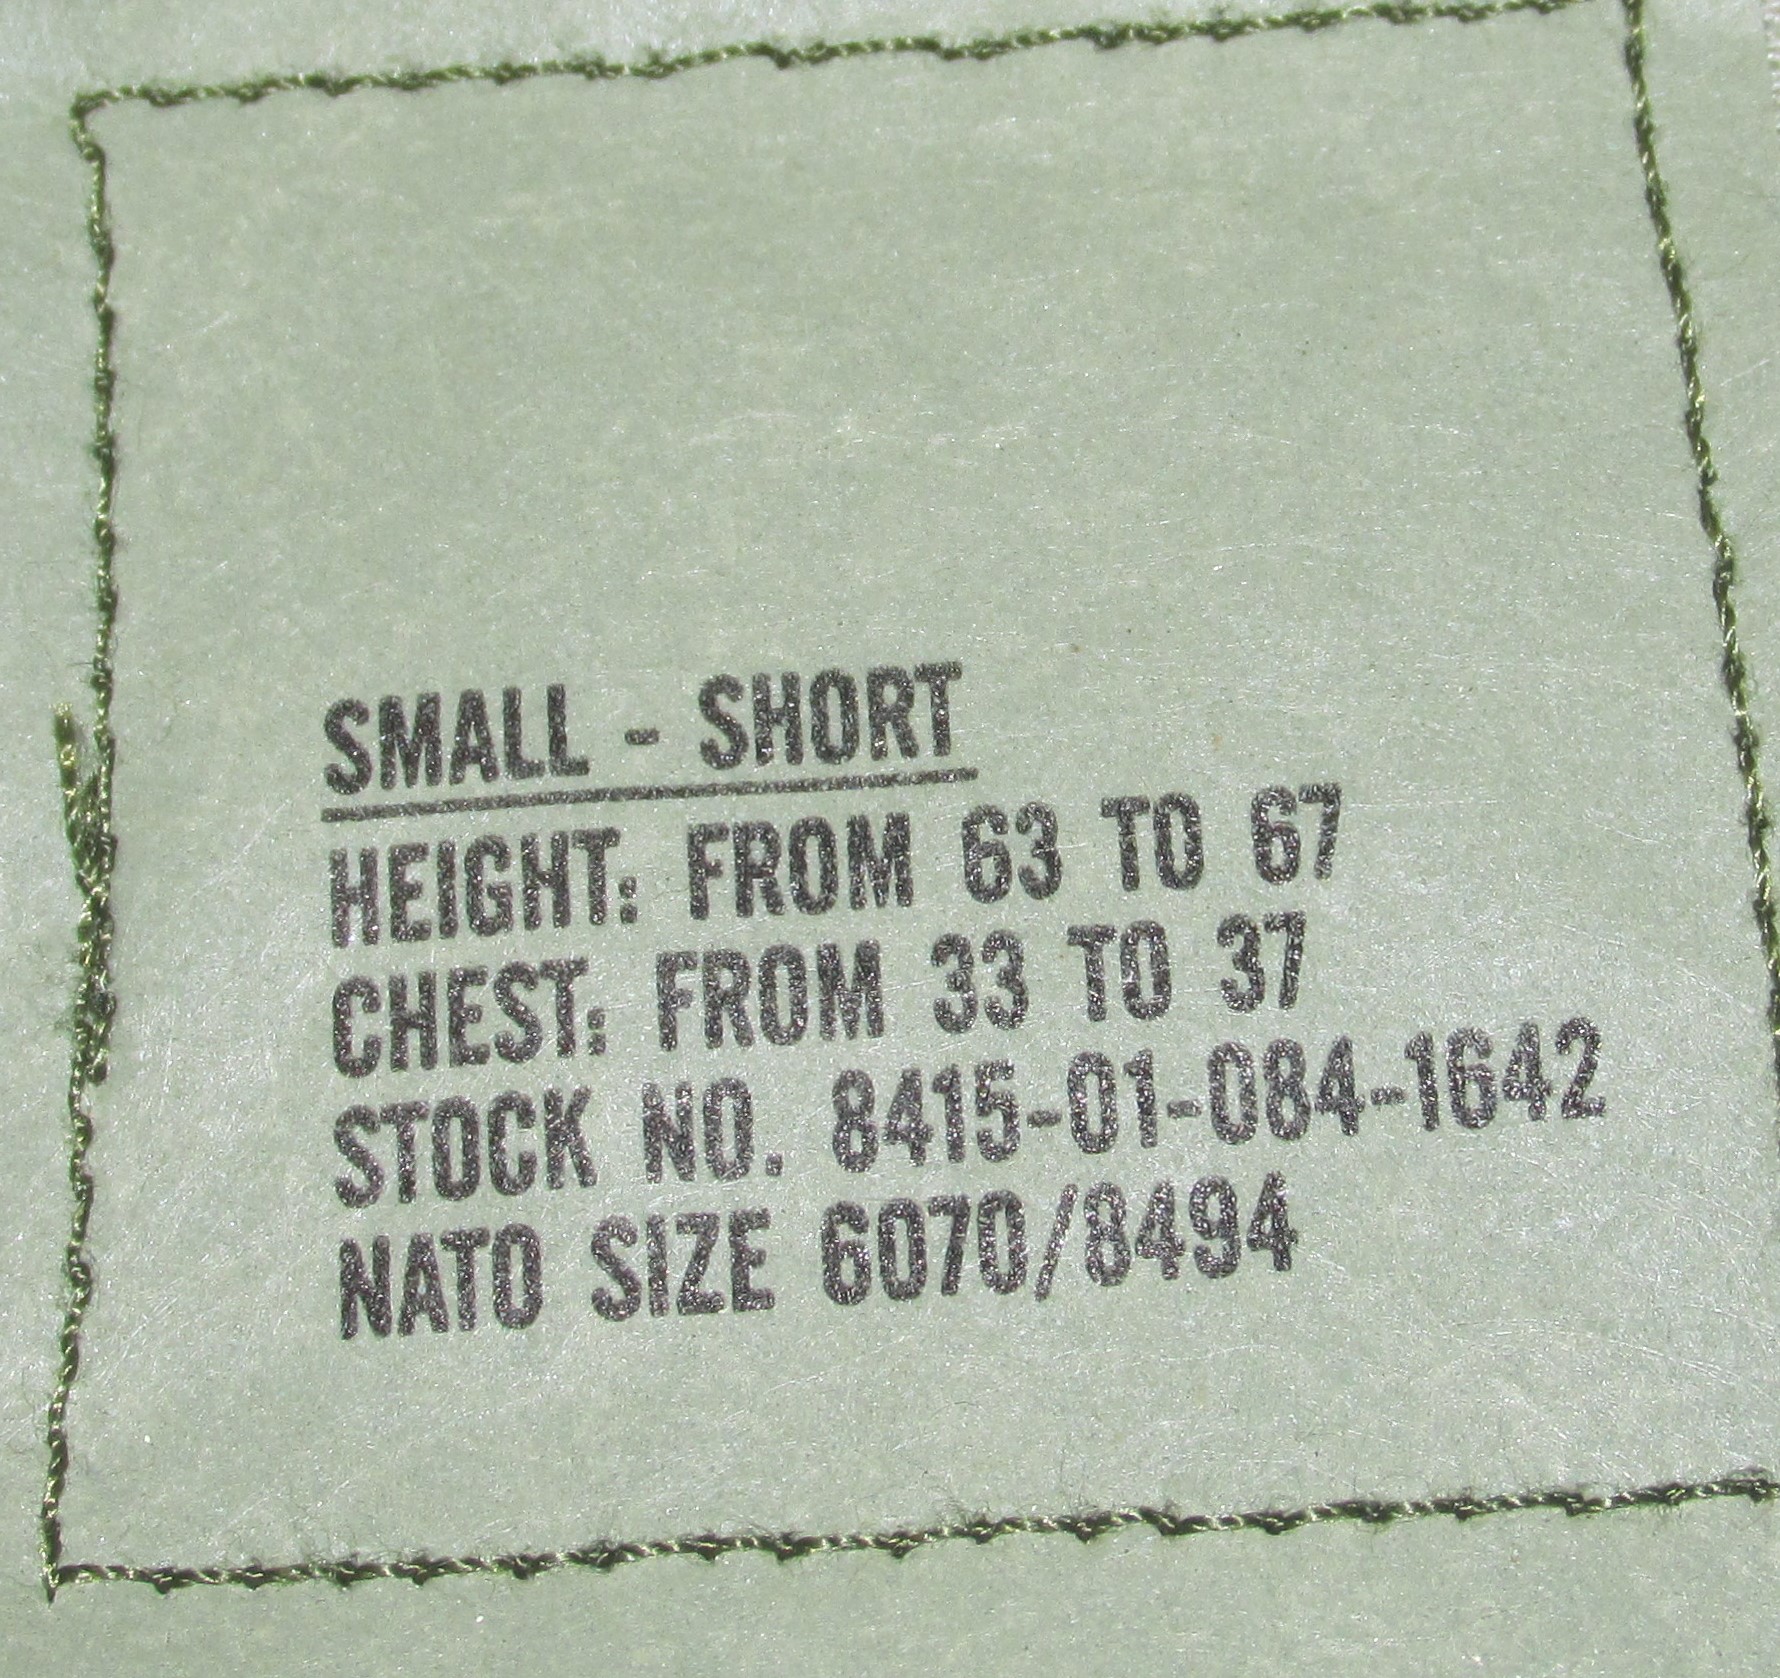 SMALL - SHORT
HEIGHT: FROM 63 TO 67
CHEST: FROM 33 TO 37
STOCK NO. 8415-01-084-1642
NATO SIZE 6070/8494